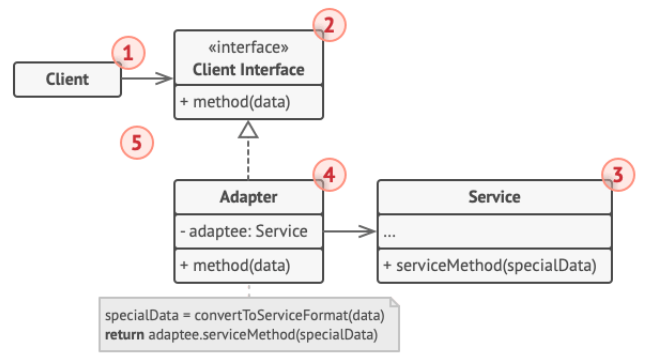 1
Client
2
«interface»
Client Interface
+ method(data)
5
4
Adapter
- adaptee: Service
+ method(data)
3
Service
...
+ serviceMethod(specialData)
specialData = convertToServiceFormat(data)
return adaptee.serviceMethod(specialData)